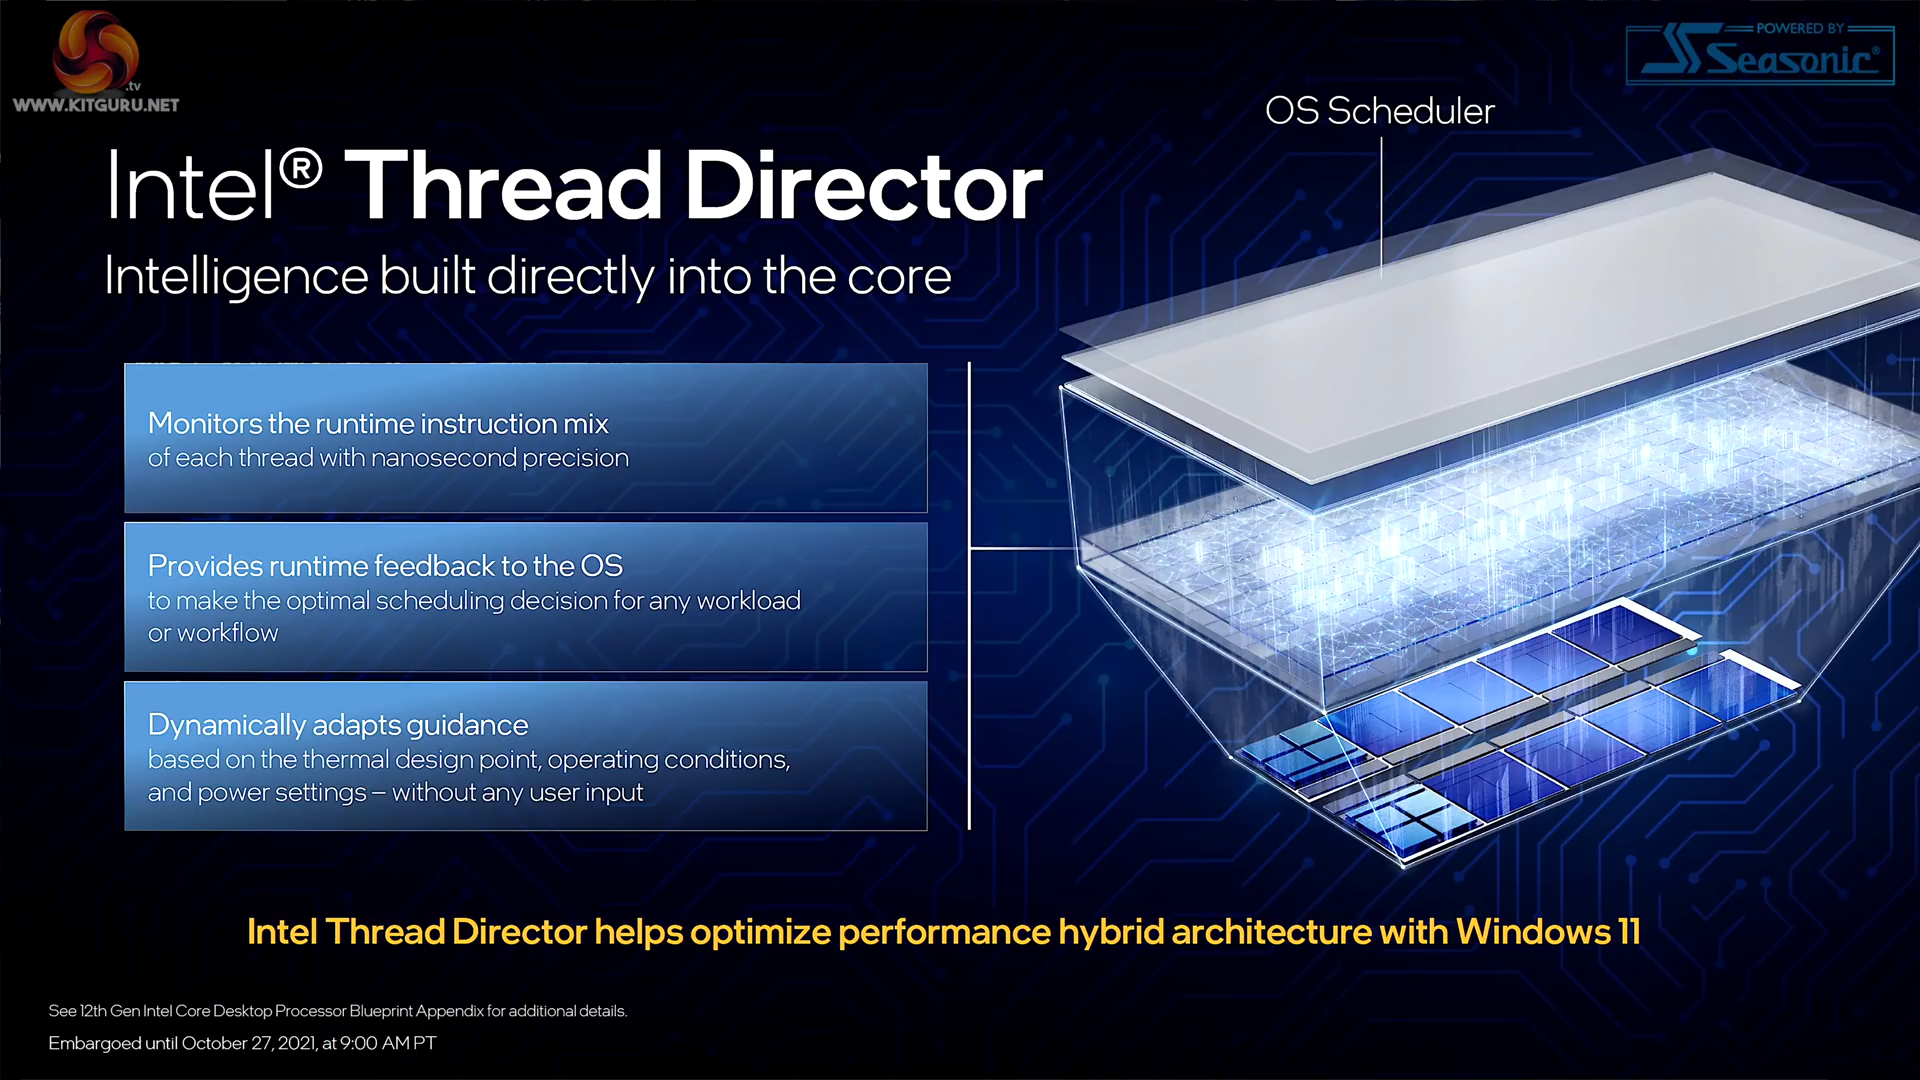 .tv
WWW.KITGURU.NET
POWERED BY
Seasonic®
OS Scheduler
Intel® Thread Director
Intelligence built directly into the core
Monitors the runtime instruction mix
of each thread with nanosecond precision
Provides runtime feedback to the OS
to make the optimal scheduling decision for any workload
or workflow
Dynamically adapts guidance
based on the thermal design point, operating conditions,
and power settings – without any user input
Intel Thread Director helps optimize performance hybrid architecture with Windows 11
See 12th Gen Intel Core Desktop Processor Blueprint Appendix for additional details.
Embargoed until October 27, 2021, at 9:00 AM PT